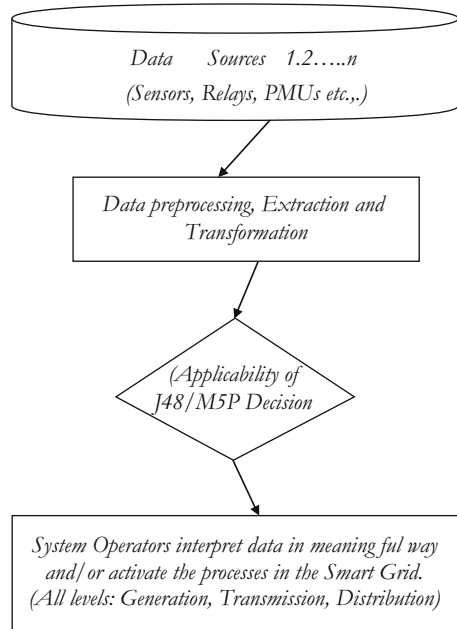 Data Sources 1.2…..n
(Sensors, Relays, PMUs etc.,.)
Data preprocessing, Extraction and
Transformation
(Applicability of
J48/M5P Decision
System Operators interpret data in meaning ful way
and/or activate the processes in the Smart Grid.
(All levels: Generation, Transmission, Distribution)